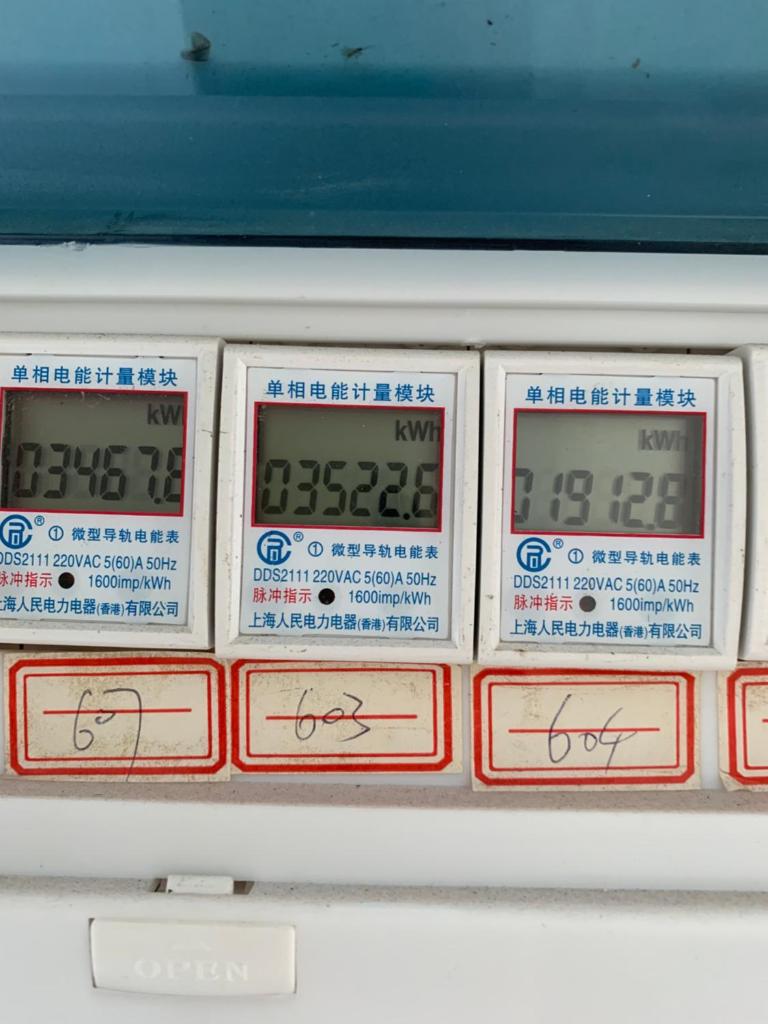 单相电能计量模块
kW
03467.8
® ① 微型导轨电能表
DDS2111 220VAC 5(60)A 50Hz
脉冲指示 1600imp/kWh
上海人民电力电器(香港)有限公司
607
单相电能计量模块
kWh
03522.6
® ① 微型导轨电能表
DDS2111 220VAC 5(60)A 50Hz
脉冲指示 1600imp/kWh
上海人民电力电器(香港)有限公司
603
单相电能计量模块
kWh
01912.8
® ① 微型导轨电能表
DDS2111 220VAC 5(60)A 50Hz
脉冲指示 1600imp/kWh
上海人民电力电器(香港)有限公司
604
OPEN